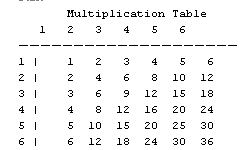 Multiplication Table
1 2 3 4 5 6
------------------------------
1 | 1 2 3 4 5 6
2 | 2 4 6 8 10 12
3 | 3 6 9 12 15 18
4 | 4 8 12 16 20 24
5 | 5 10 15 20 25 30
6 | 6 12 18 24 30 36